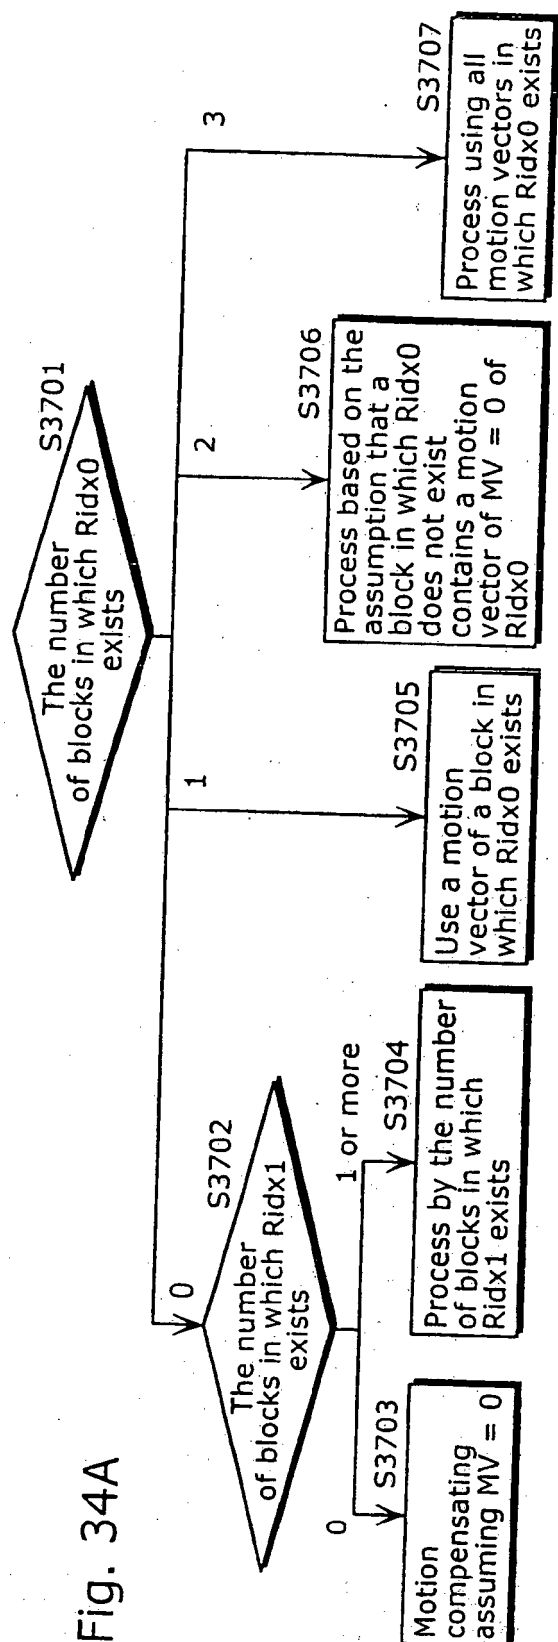 Fig. 34A
S3701
The number
of blocks in which Ridx0
exists
0
1
2
3
S3702
The number
of blocks in which Ridx1
exists
0
1 or more
S3703
Motion
compensating
assuming MV = 0
S3704
Process by the number
of blocks in which
Ridx1 exists
S3705
Use a motion
vector of a block in
which Ridx0 exists
S3706
Process based on the
assumption that a
block in which Ridx0
does not exist
contains a motion
vector of MV = 0 of
Ridx0
S3707
Process using all
motion vectors in
which Ridx0 exists